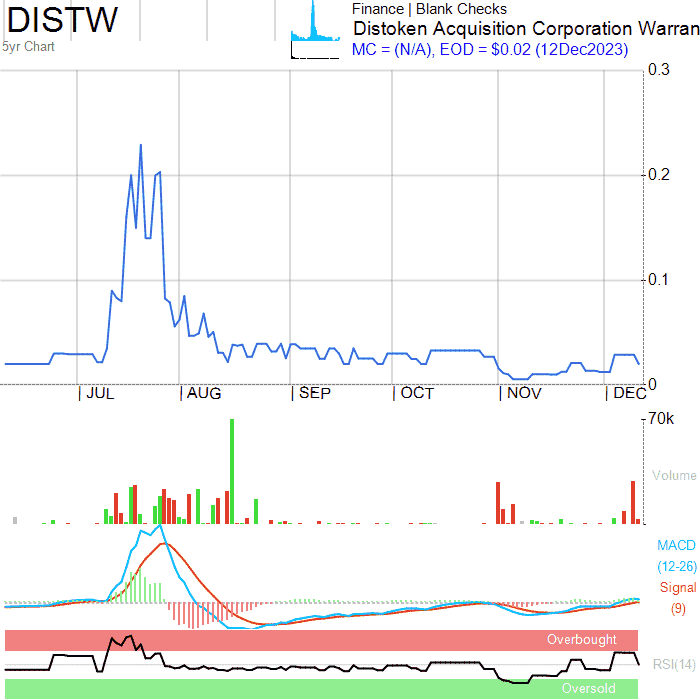 DISTW
5yr Chart
Finance | Blank Checks
Distoken Acquisition Corporation Warran
MC = (N/A), EOD = $0.02 (12Dec2023)
0.3
0.2
0.1
0
| JUL | AUG | SEP | OCT | NOV | DEC
70k
Volume
MACD
(12-26)
Signal
(9)
Overbought
RSI(14)
Oversold